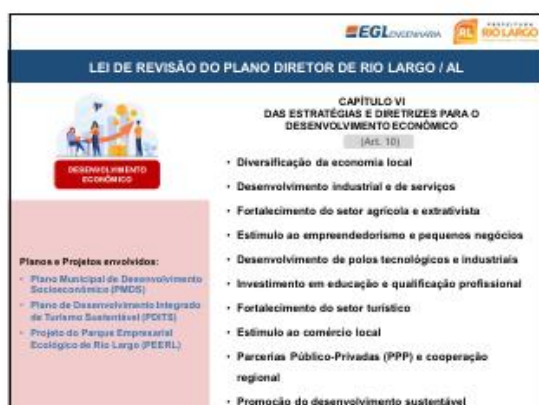 EGL ENGENHARIA
PREFEITURA
RL RIO LARGO
LEI DE REVISÃO DO PLANO DIRETOR DE RIO LARGO / AL
DESENVOLVIMENTO
ECONÔMICO
Planos e Projetos envolvidos:
• Plano Municipal de Desenvolvimento
Socioeconômico (PMDS)
• Plano de Desenvolvimento Integrado
de Turismo Sustentável (PDITS)
• Projeto do Parque Empresarial
Ecológico de Rio Largo (PEERL)
CAPÍTULO VI
DAS ESTRATÉGIAS E DIRETRIZES PARA O
DESENVOLVIMENTO ECONÔMICO
(Art. 10)
• Diversificação da economia local
• Desenvolvimento industrial e de serviços
• Fortalecimento do setor agrícola e extrativista
• Estímulo ao empreendedorismo e pequenos negócios
• Desenvolvimento de polos tecnológicos e industriais
• Investimento em educação e qualificação profissional
• Fortalecimento do setor turístico
• Estímulo ao comércio local
• Parcerias Público-Privadas (PPP) e cooperação
regional
• Promoção do desenvolvimento sustentável